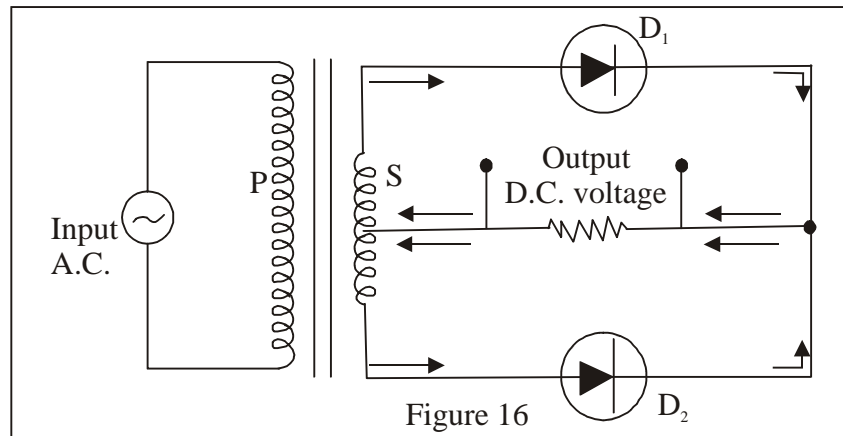 D1
Output
P
S
D.C. voltage
Input
A.C.
Figure 16
D2